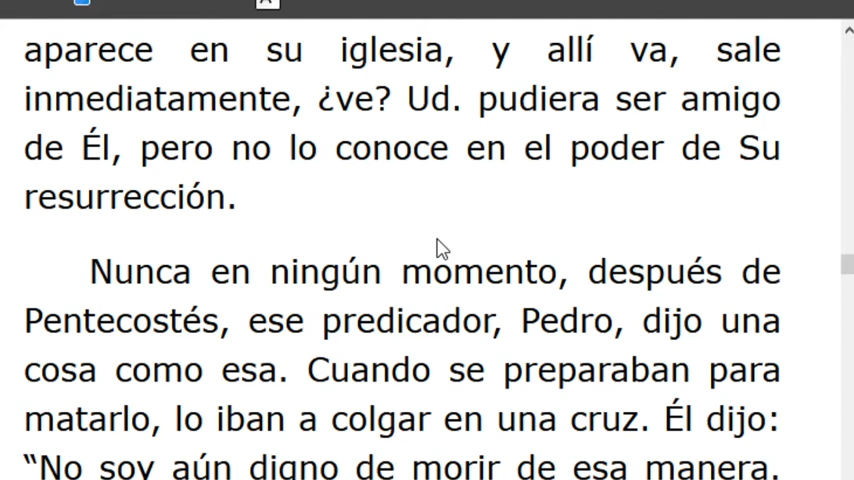 aparece en su iglesia, y allí va, sale
inmediatamente, ¿ve? Ud. pudiera ser amigo
de Él, pero no lo conoce en el poder de Su
resurrección.
Nunca en ningún momento, después de
Pentecostés, ese predicador, Pedro, dijo una
cosa como esa. Cuando se preparaban para
matarlo, lo iban a colgar en una cruz. Él dijo:
“No soy aún digno de morir de esa manera.